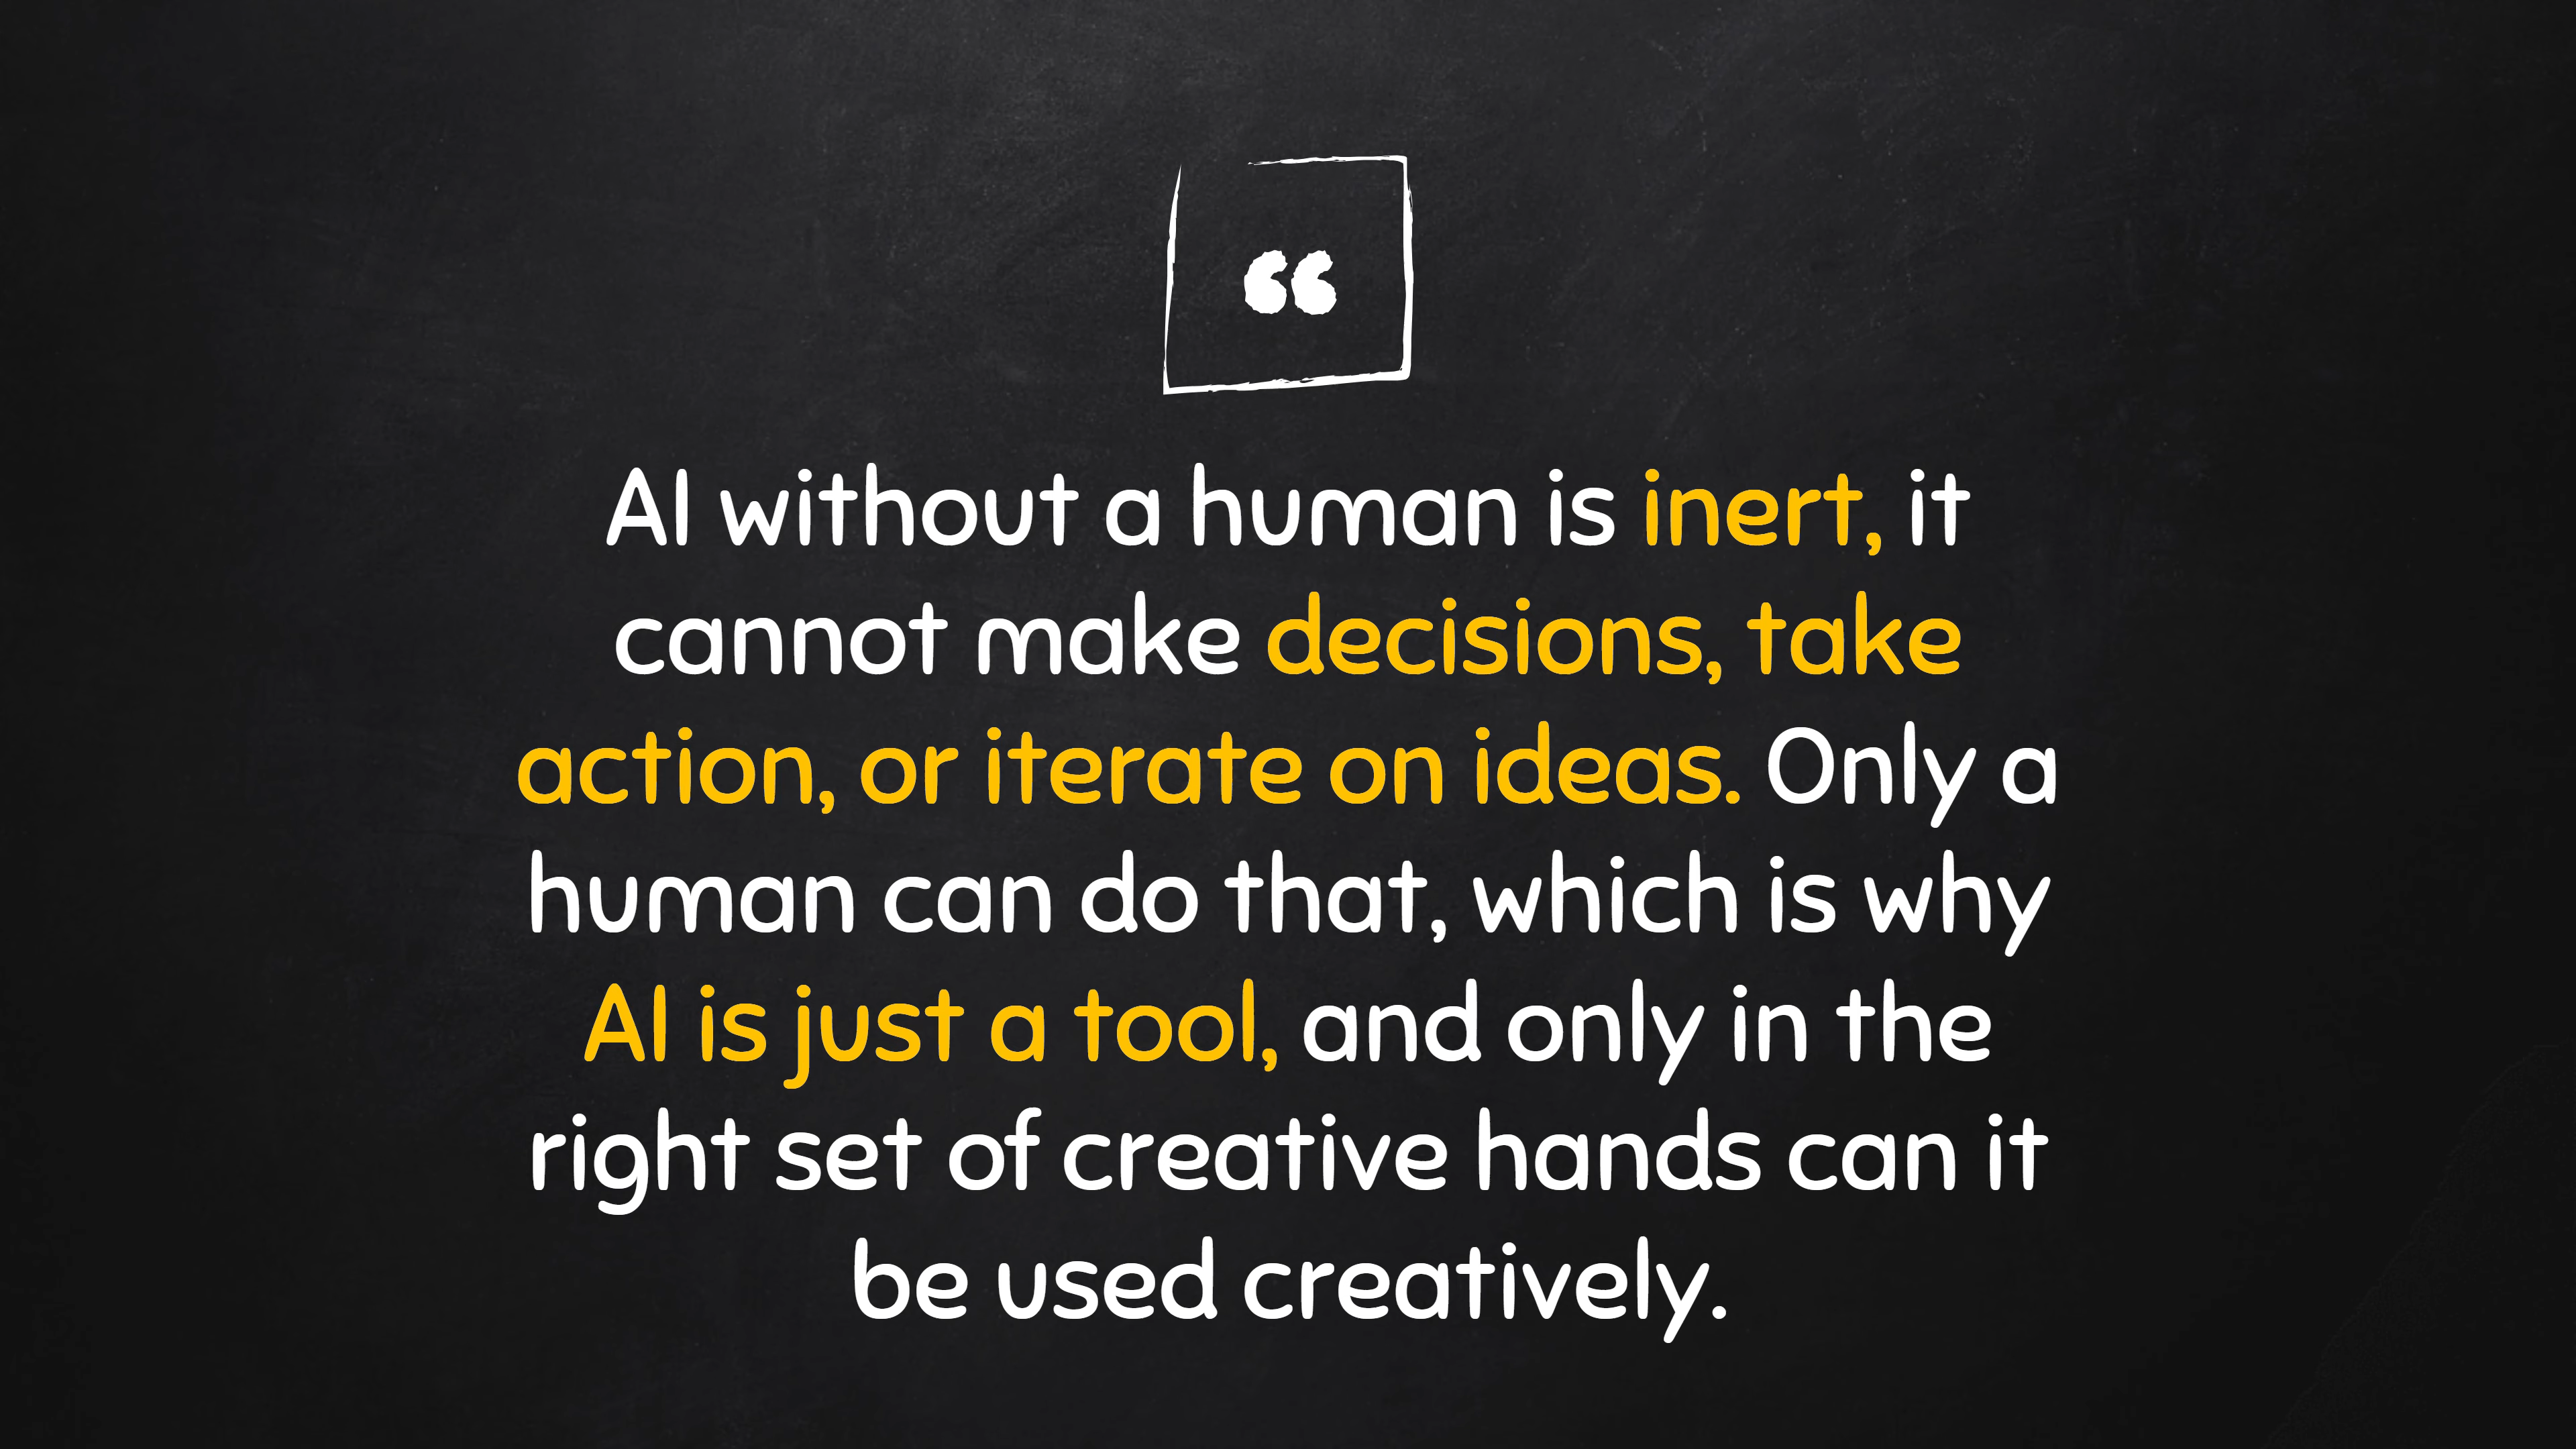 “
AI without a human is inert, it
cannot make decisions, take
action, or iterate on ideas. Only a
human can do that, which is why
AI is just a tool, and only in the
right set of creative hands can it
be used creatively.